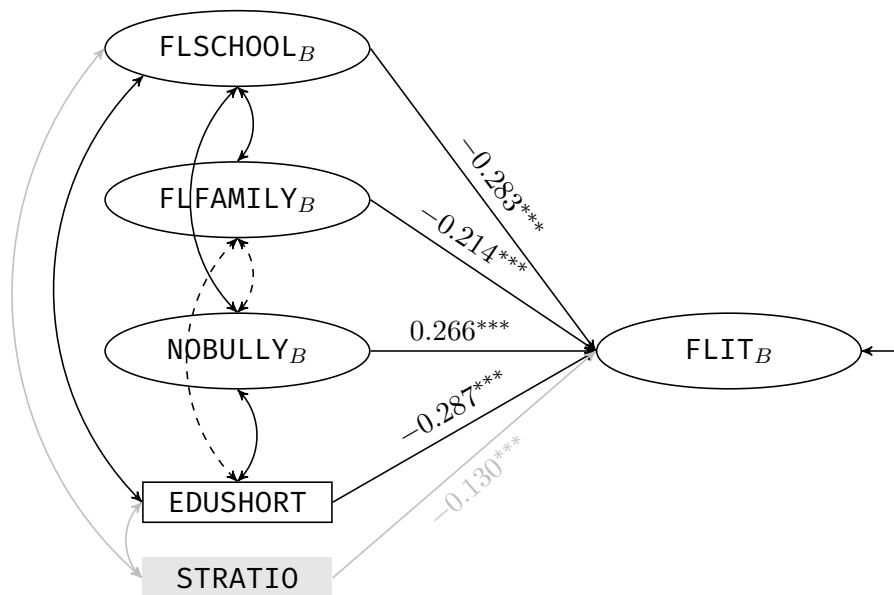 FLSCHOOL_B
−0.283***
FLFAMILY_B
−0.214***
NOBULLY_B
0.266***
FLIT_B
−0.287***
EDUSHORT
−0.130***
STRATIO